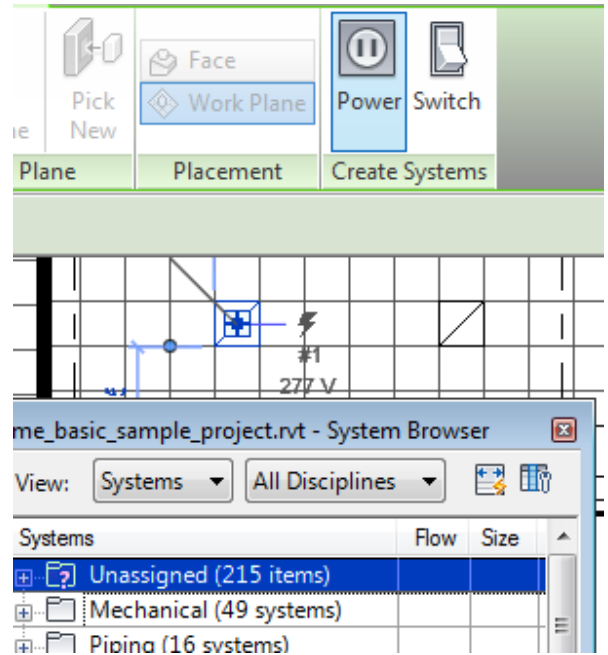 Face
Pick
New
Work Plane
Power
Switch
Plane
Placement
Create Systems
#1
277 V
me_basic_sample_project.rvt - System Browser
View:
Systems
All Disciplines
Systems
Flow
Size
Unassigned (215 items)
Mechanical (49 systems)
Piping (16 systems)